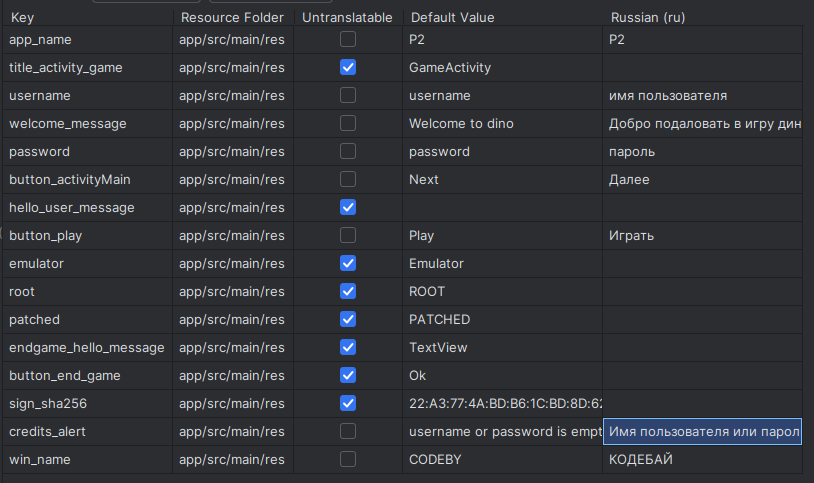 Key Resource Folder Untranslatable Default Value Russian (ru)
app_name app/src/main/res P2 P2
title_activity_game app/src/main/res GameActivity
username app/src/main/res username имя пользователя
welcome_message app/src/main/res Welcome to dino Добро подаловать в игру дин
password app/src/main/res password пароль
button_activityMain app/src/main/res Next Далее
hello_user_message app/src/main/res
button_play app/src/main/res Play Играть
emulator app/src/main/res Emulator
root app/src/main/res ROOT
patched app/src/main/res PATCHED
endgame_hello_message app/src/main/res TextView
button_end_game app/src/main/res Ok
sign_sha256 app/src/main/res 22:A3:77:4A:BD:B6:1C:BD:8D:62
credits_alert app/src/main/res username or password is empt Имя пользователя или парол
win_name app/src/main/res CODEBY КОДЕБАЙ